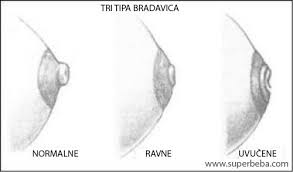 TRI TIPA BRADAVICA
NORMALNE
RAVNE
UVUČENE
www.superbeba.com